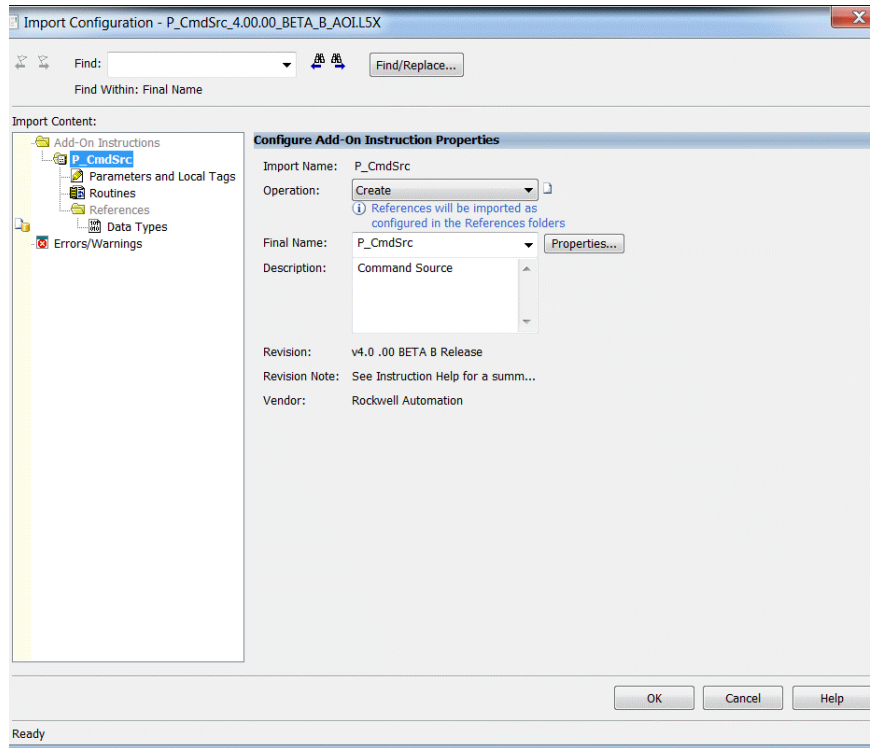 Import Configuration - P_CmdSrc_4.00.00_BETA_B_AOI.L5X
Find:
Find/Replace...
Find Within: Final Name
Import Content:
Add-On Instructions
P_CmdSrc
Parameters and Local Tags
Routines
References
Data Types
Errors/Warnings
Configure Add-On Instruction Properties
Import Name: P_CmdSrc
Operation: Create
References will be imported as
configured in the References folders
Final Name: P_CmdSrc Properties...
Description: Command Source
Revision: v4.0 .00 BETA B Release
Revision Note: See Instruction Help for a summ...
Vendor: Rockwell Automation
OK Cancel Help
Ready